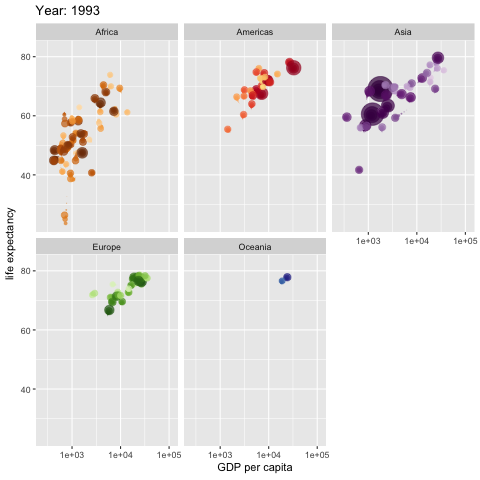 Year: 1993
Africa
Americas
Asia
80
60
40
1e+03 1e+04 1e+05
life expectancy
Europe
Oceania
80
60
40
1e+03 1e+04 1e+05
1e+03 1e+04 1e+05
GDP per capita